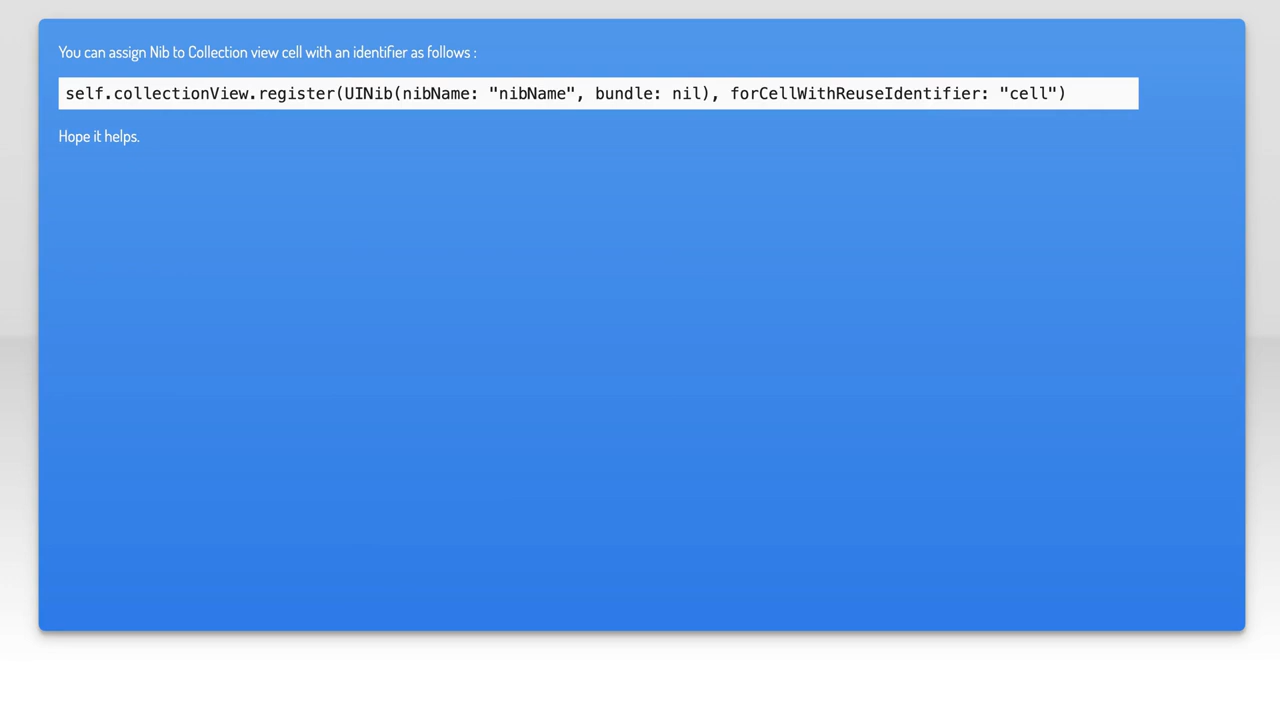 You can assign Nib to Collection view cell with an identifier as follows :
self.collectionView.register(UINib(nibName: "nibName", bundle: nil), forCellWithReuseIdentifier: "cell")
Hope it helps.